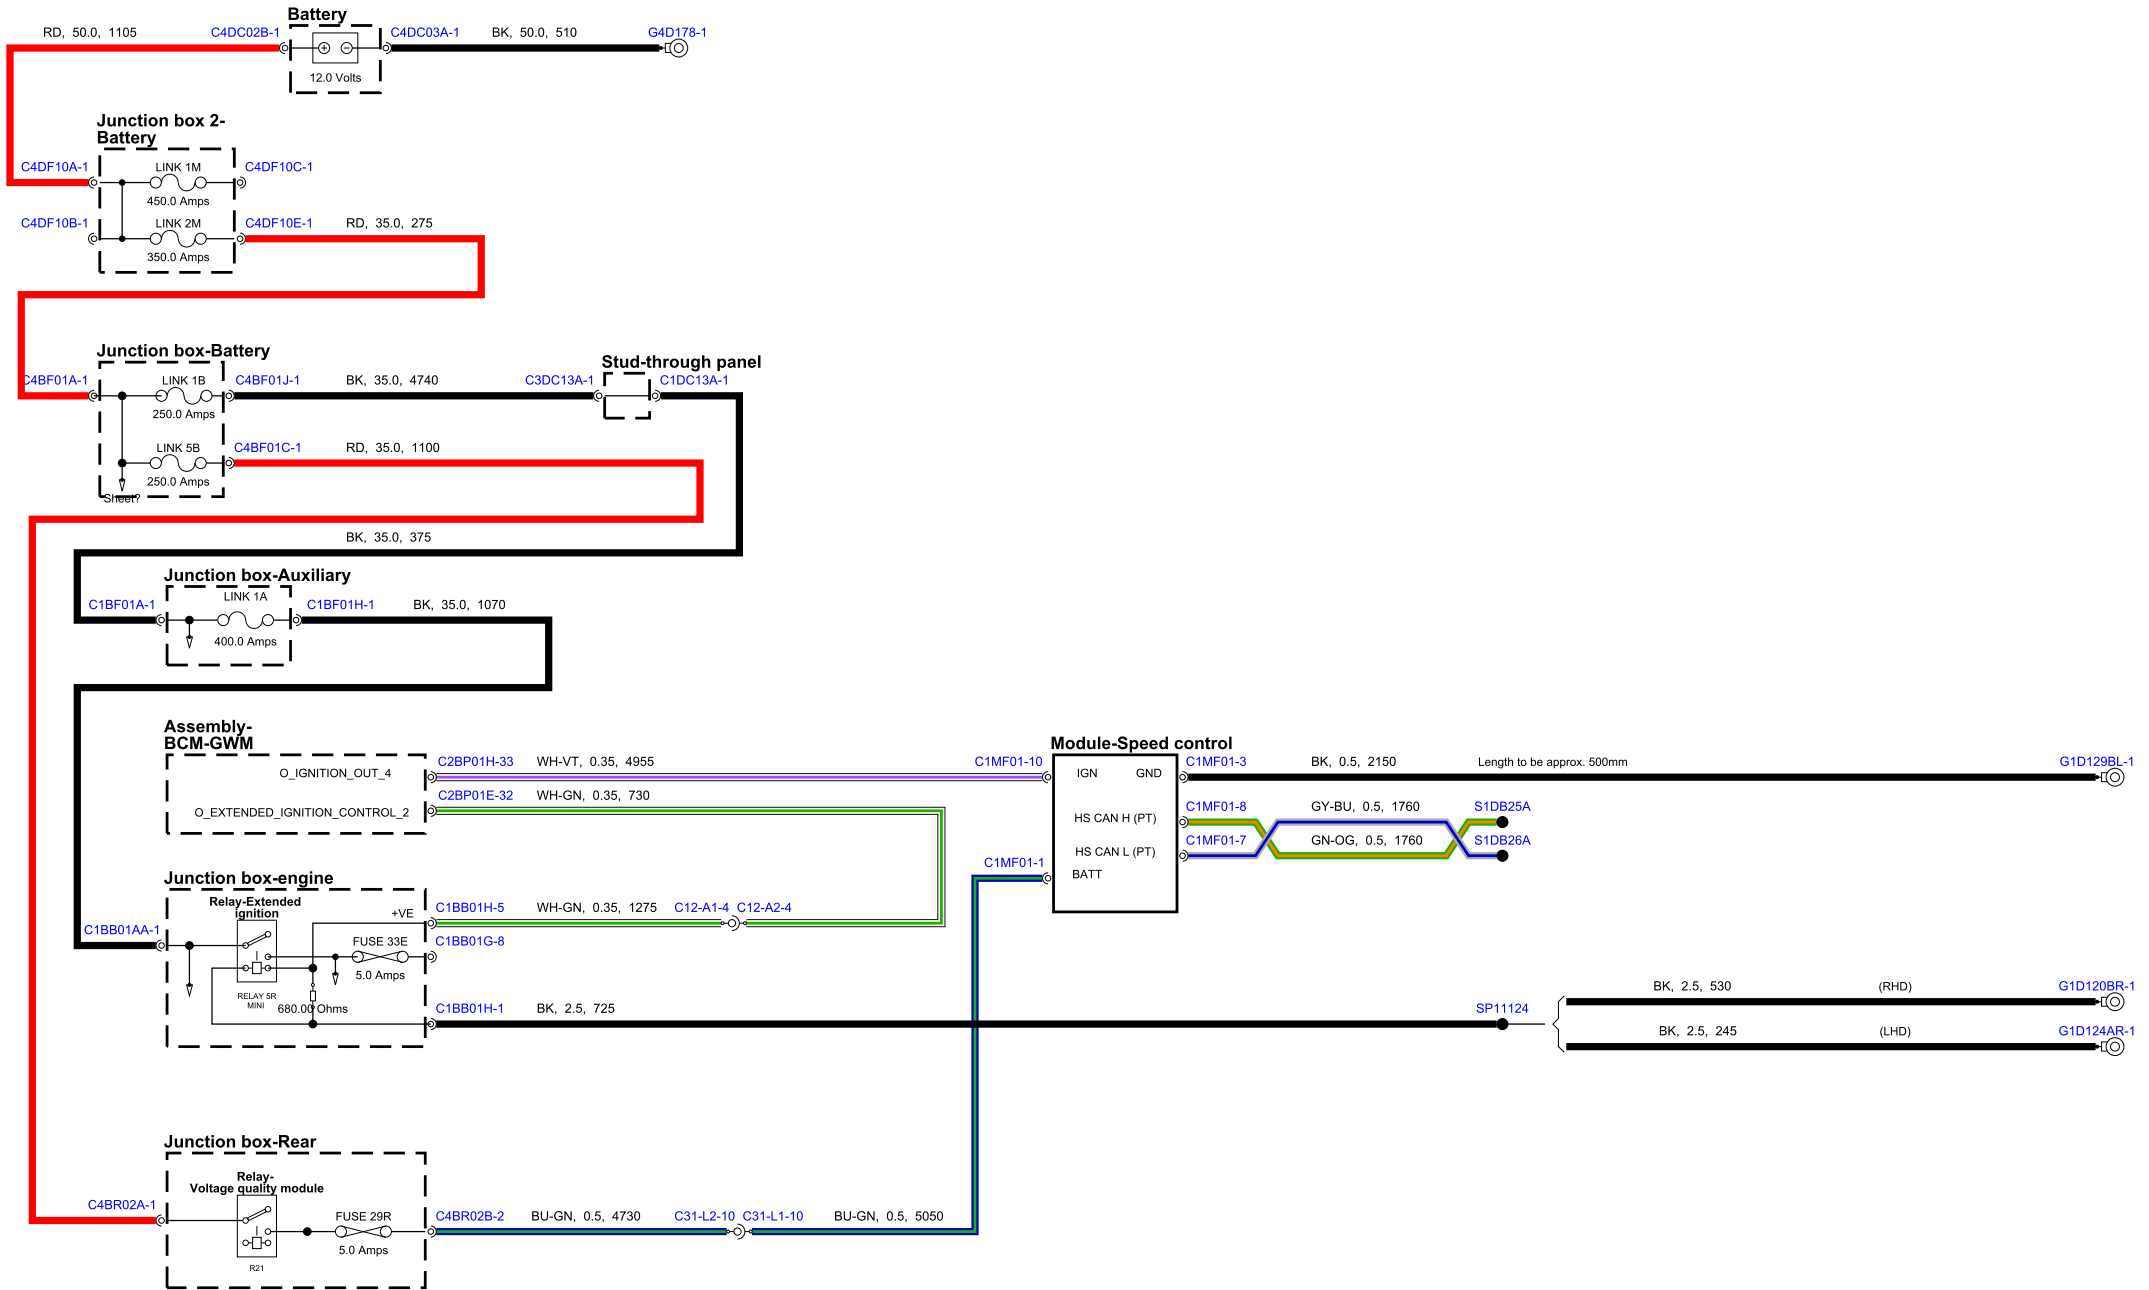 Battery
RD, 50.0, 1105
C4DC02B-1
C4DC03A-1
BK, 50.0, 510
G4D178-1
12.0 Volts
Junction box 2-
Battery
C4DF10A-1
LINK 1M
C4DF10C-1
450.0 Amps
C4DF10B-1
LINK 2M
C4DF10E-1
RD, 35.0, 275
350.0 Amps
Junction box-Battery
Stud-through panel
C4BF01A-1
LINK 1B
C4BF01J-1
BK, 35.0, 4740
C3DC13A-1
C1DC13A-1
250.0 Amps
LINK 5B
C4BF01C-1
RD, 35.0, 1100
250.0 Amps
Sheet?
BK, 35.0, 375
Junction box-Auxiliary
LINK 1A
C1BF01A-1
C1BF01H-1
BK, 35.0, 1070
400.0 Amps
Assembly-
BCM-GWM
Module-Speed control
C2BP01H-33
WH-VT, 0.35, 4955
C1MF01-10
C1MF01-3
BK, 0.5, 2150
Length to be approx. 500mm
G1D129BL-1
O_IGNITION_OUT_4
IGN
GND
C2BP01E-32
WH-GN, 0.35, 730
C1MF01-8
GY-BU, 0.5, 1760
S1DB25A
O_EXTENDED_IGNITION_CONTROL_2
HS CAN H (PT)
C1MF01-7
GN-OG, 0.5, 1760
S1DB26A
HS CAN L (PT)
C1MF01-1
BATT
Junction box-engine
Relay-Extended
ignition
+VE
C1BB01H-5
WH-GN, 0.35, 1275
C12-A1-4
C12-A2-4
C1BB01AA-1
FUSE 33E
C1BB01G-8
5.0 Amps
RELAY 5R
MINI
680.00 Ohms
C1BB01H-1
BK, 2.5, 725
SP11124
BK, 2.5, 530
(RHD)
G1D120BR-1
BK, 2.5, 245
(LHD)
G1D124AR-1
Junction box-Rear
Relay-
Voltage quality module
C4BR02A-1
FUSE 29R
C4BR02B-2
BU-GN, 0.5, 4730
C31-L2-10
C31-L1-10
BU-GN, 0.5, 5050
5.0 Amps
R21